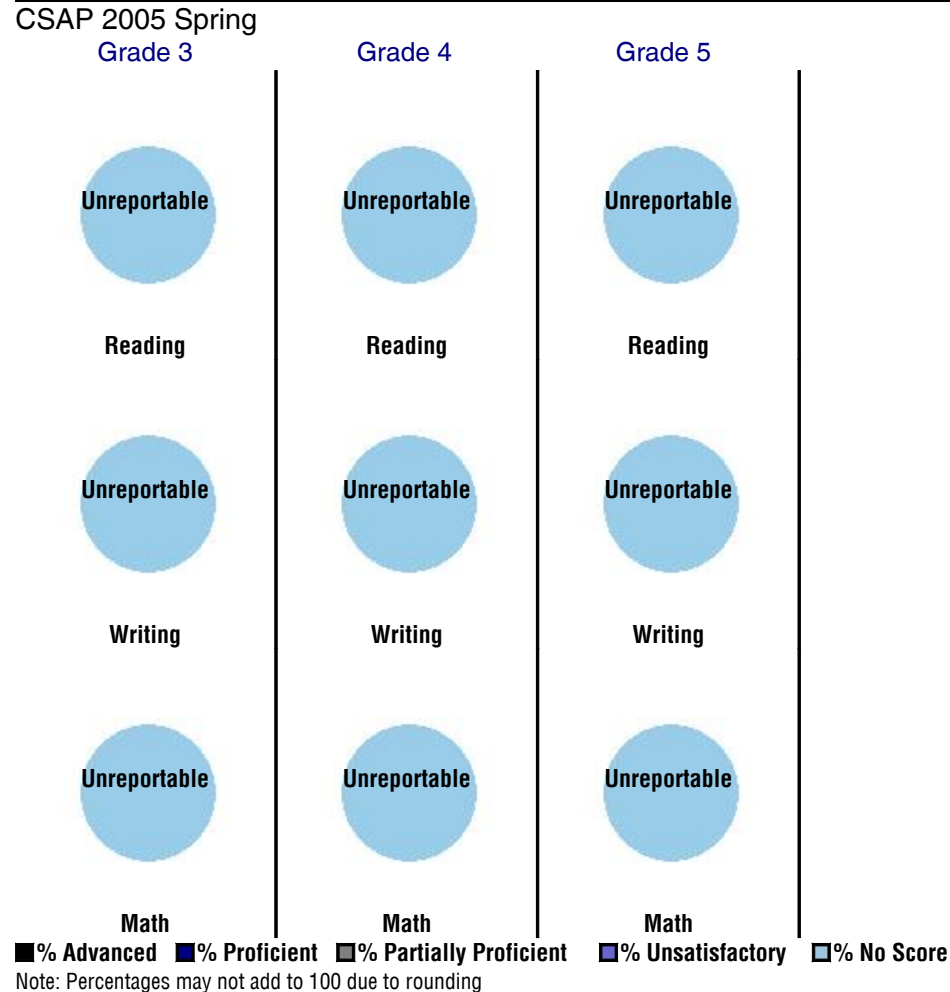 CSAP 2005 Spring
Grade 3 Grade 4 Grade 5
Unreportable Unreportable Unreportable
Reading Reading Reading
Unreportable Unreportable Unreportable
Writing Writing Writing
Unreportable Unreportable Unreportable
Math Math Math
% Advanced % Proficient % Partially Proficient % Unsatisfactory % No Score
Note: Percentages may not add to 100 due to rounding